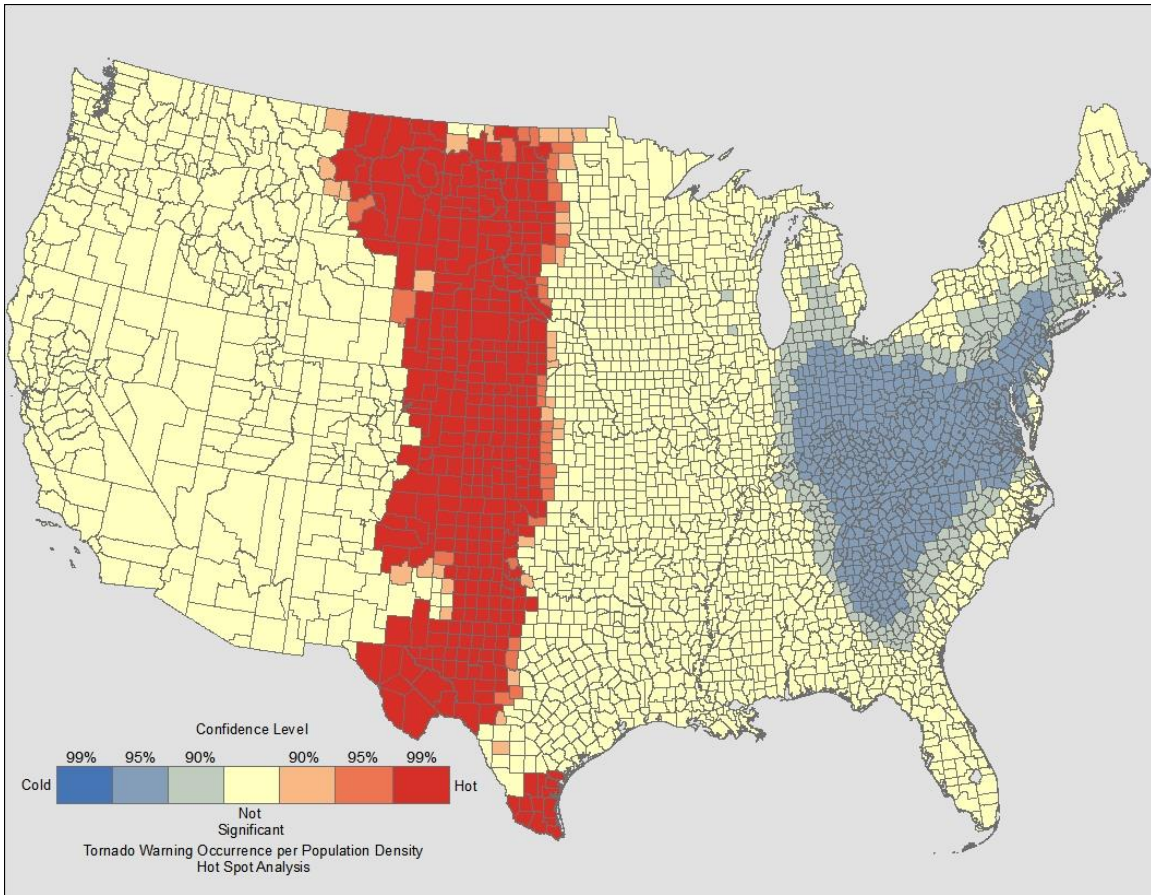 Confidence Level
99% 95% 90% 90% 95% 99%
Cold Hot
Not
Significant
Tornado Warning Occurrence per Population Density
Hot Spot Analysis